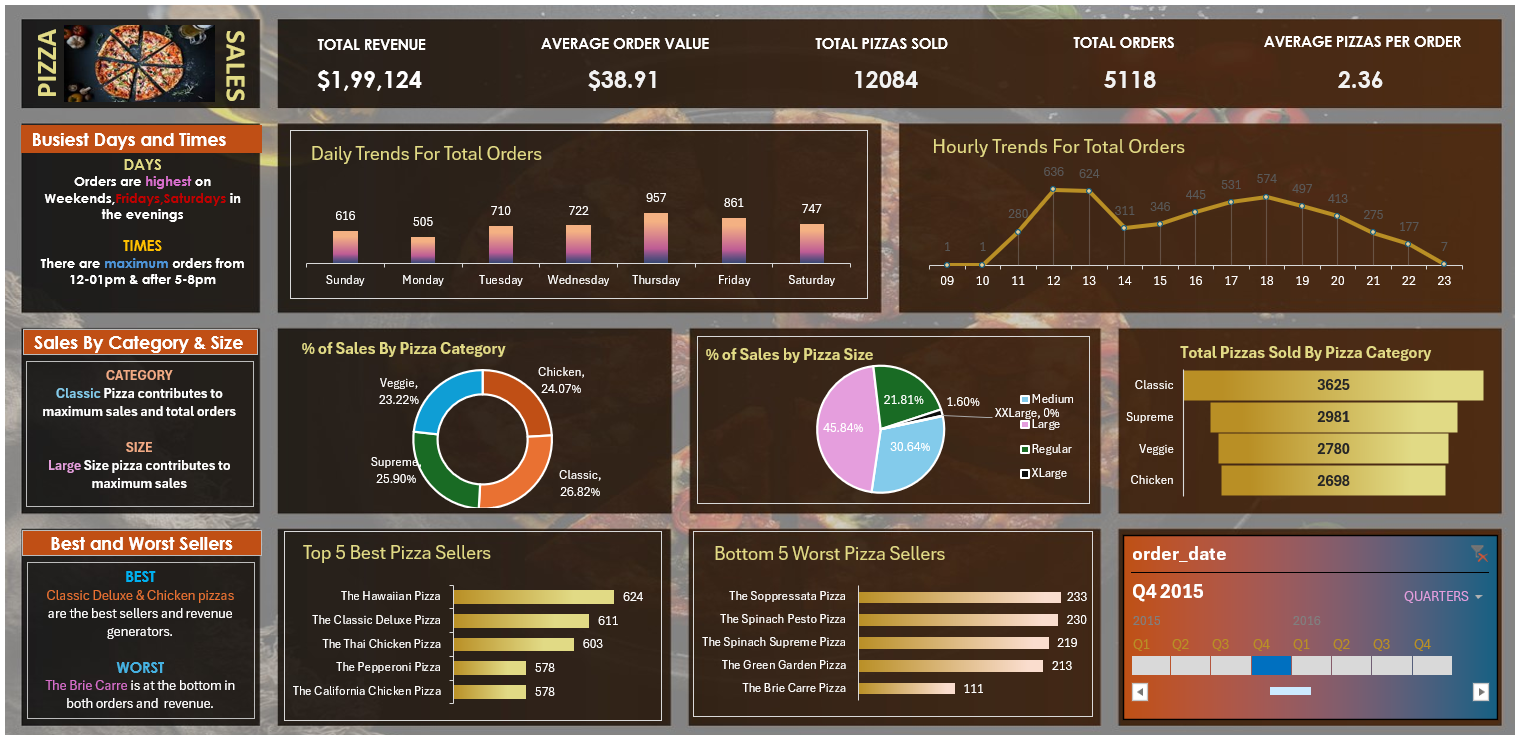 PIZZA
SALES
TOTAL REVENUE
$1,99,124
AVERAGE ORDER VALUE
$38.91
TOTAL PIZZAS SOLD
12084
TOTAL ORDERS
5118
AVERAGE PIZZAS PER ORDER
2.36
Busiest Days and Times
DAYS
Orders are highest on
Weekends,Fridays,Saturdays in
the evenings
TIMES
There are maximum orders from
12-01pm & after 5-8pm
Daily Trends For Total Orders
616
505
710
722
957
861
747
Sunday
Monday
Tuesday
Wednesday
Thursday
Friday
Saturday
Hourly Trends For Total Orders
1
1
280
636
624
311
346
445
531
574
497
413
275
177
7
09
10
11
12
13
14
15
16
17
18
19
20
21
22
23
Sales By Category & Size
CATEGORY
Classic Pizza contributes to
maximum sales and total orders
SIZE
Large Size pizza contributes to
maximum sales
% of Sales By Pizza Category
Veggie,
23.22%
Chicken,
24.07%
Supreme,
25.90%
Classic,
26.82%
% of Sales by Pizza Size
21.81%
1.60%
XXLarge, 0%
45.84%
30.64%
Medium
Large
Regular
XLarge
Total Pizzas Sold By Pizza Category
Classic
3625
Supreme
2981
Veggie
2780
Chicken
2698
Best and Worst Sellers
BEST
Classic Deluxe & Chicken pizzas
are the best sellers and revenue
generators.
WORST
The Brie Carre is at the bottom in
both orders and revenue.
Top 5 Best Pizza Sellers
The Hawaiian Pizza
624
The Classic Deluxe Pizza
611
The Thai Chicken Pizza
603
The Pepperoni Pizza
578
The California Chicken Pizza
578
Bottom 5 Worst Pizza Sellers
The Soppressata Pizza
233
The Spinach Pesto Pizza
230
The Spinach Supreme Pizza
219
The Green Garden Pizza
213
The Brie Carre Pizza
111
order_date
Q4 2015
QUARTERS
2015
2016
Q1
Q2
Q3
Q4
Q1
Q2
Q3
Q4